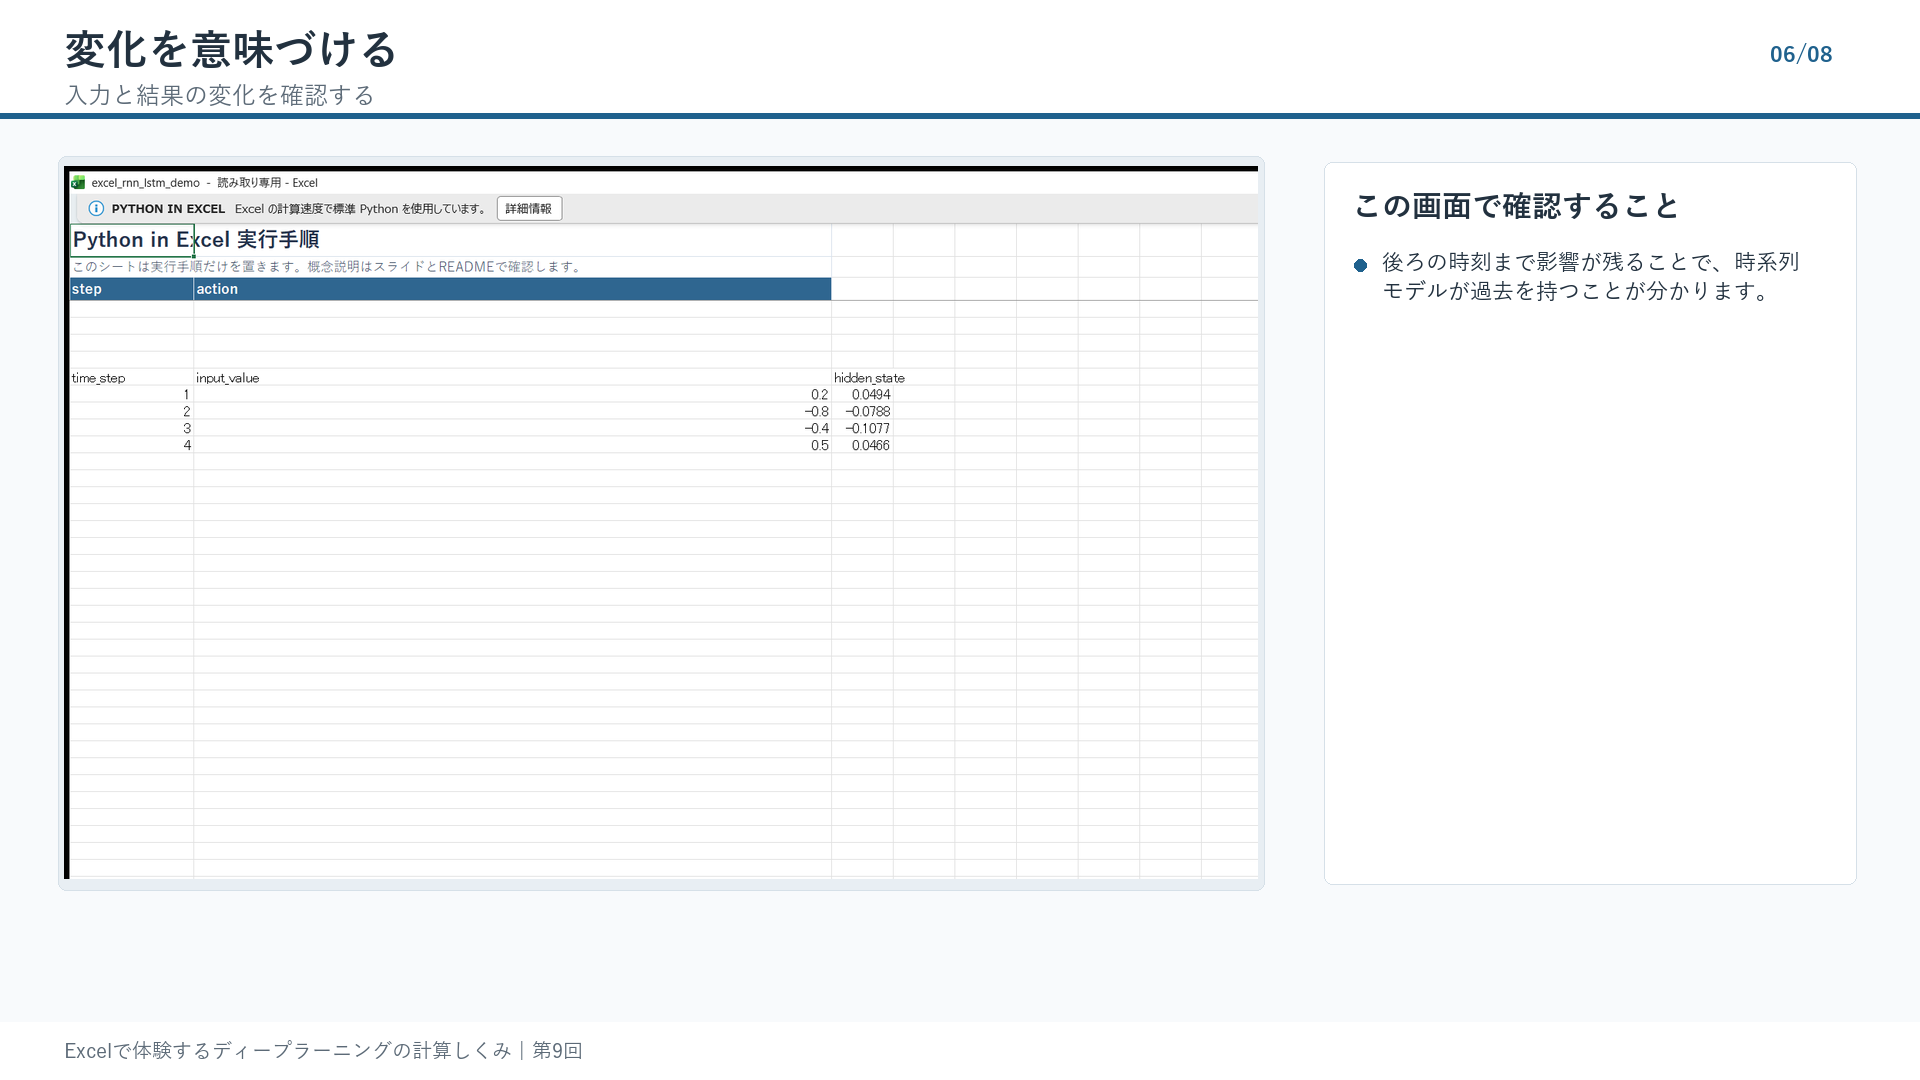 変化を意味づける
06/08
入力と結果の変化を確認する
excel_rnn_lstm_demo - 読み取り専用 - Excel
PYTHON IN EXCEL Excel の計算速度で標準 Python を使用しています。 詳細情報
Python in Excel 実行手順
このシートは実行手順だけを置きます。概念説明はスライドとREADMEで確認します。
step action
time_step input_value hidden_state
1 0.2 0.0494
2 -0.8 -0.0788
3 -0.4 -0.1077
4 0.5 0.0466
この画面で確認すること
後ろの時刻まで影響が残ることで、時系列
モデルが過去を持つことが分かります。
Excelで体験するディープラーニングの計算しくみ｜第9回